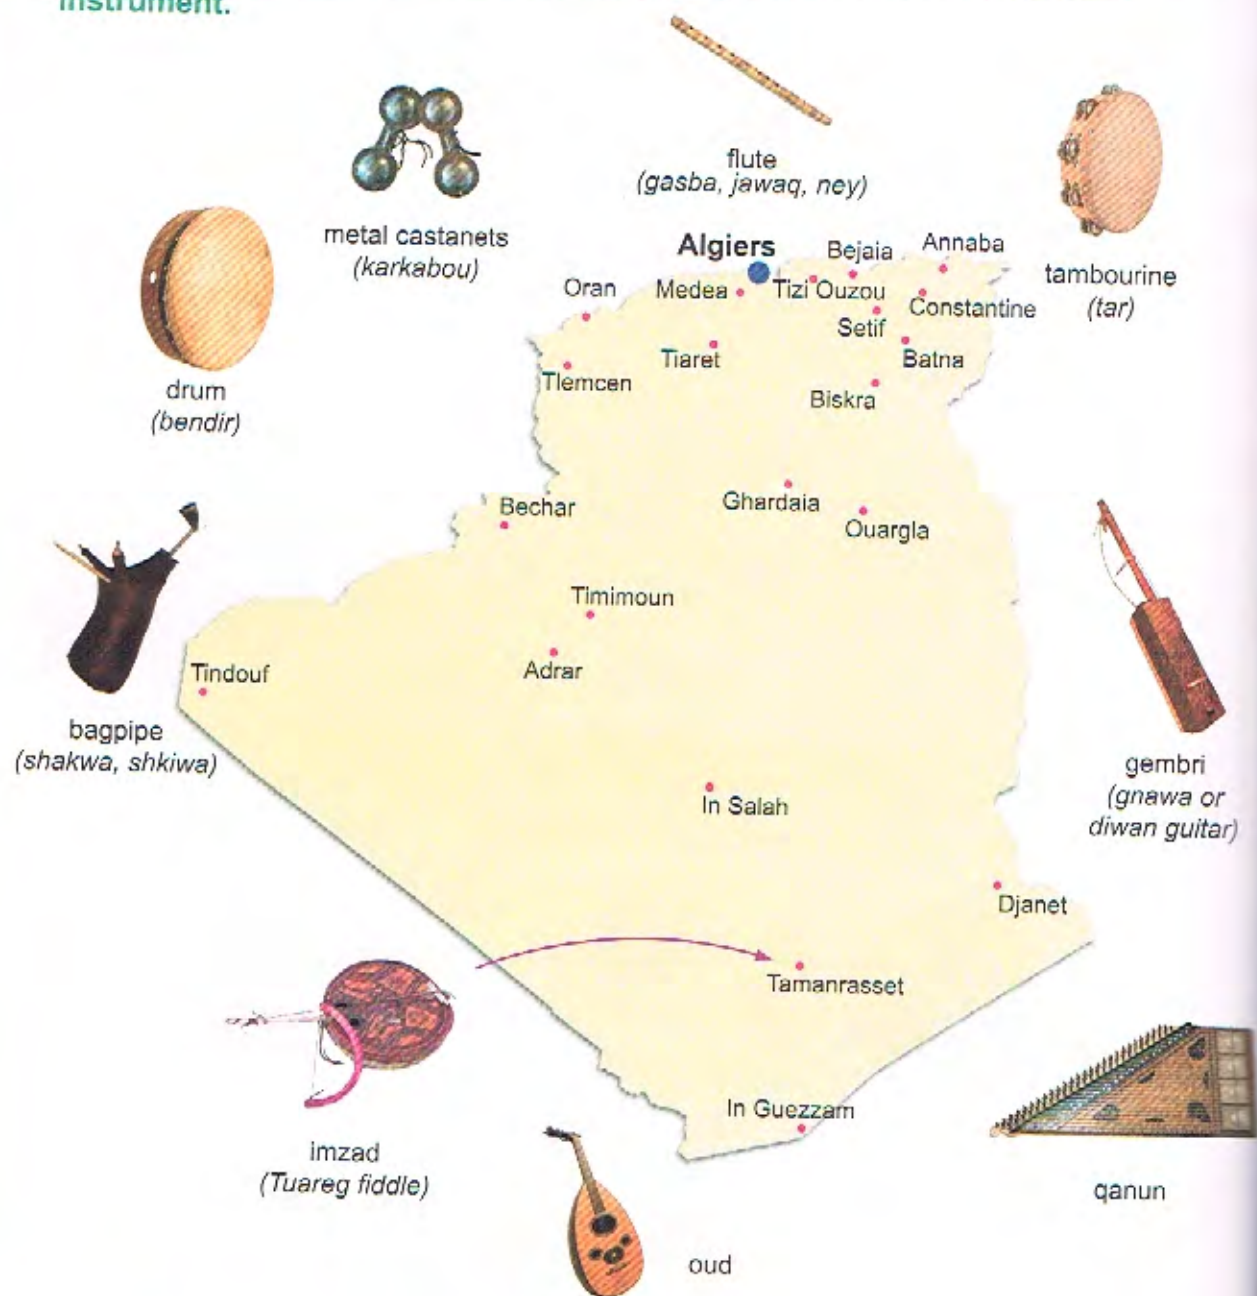 instrument.
flute
(gasba, jawaq, ney)
metal castanets
(karkabou)
tambourine
(tar)
drum
(bendir)
Algiers
Bejaia
Annaba
Oran
Medea
Tizi Ouzou
Constantine
Setif
Tiaret
Batna
Tlemcen
Biskra
Bechar
Ghardaia
Ouargla
Timimoun
Adrar
Tindouf
bagpipe
(shakwa, shkiwa)
gembri
(gnawa or
diwan guitar)
In Salah
Djanet
Tamanrasset
In Guezzam
imzad
(Tuareg fiddle)
qanun
oud